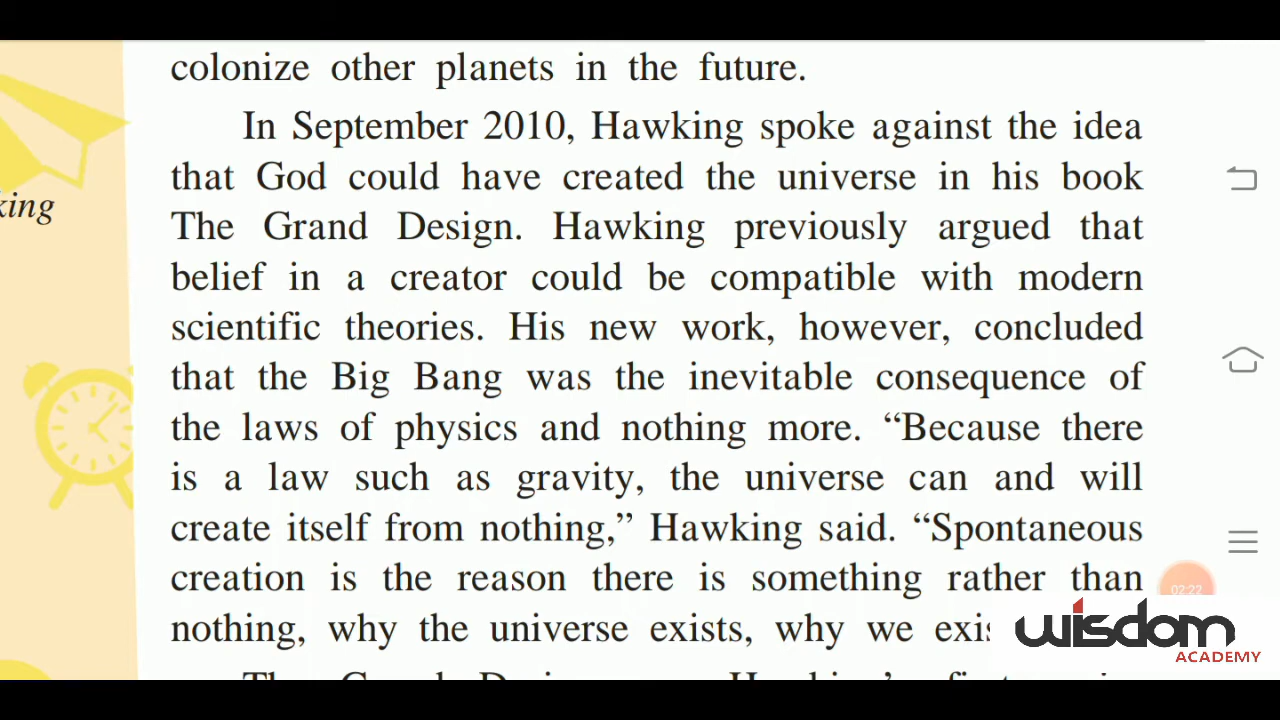 colonize other planets in the future.
In September 2010, Hawking spoke against the idea
that God could have created the universe in his book
king
The Grand Design. Hawking previously argued that
belief in a creator could be compatible with modern
scientific theories. His new work, however, concluded
that the Big Bang was the inevitable consequence of
the laws of physics and nothing more. “Because there
is a law such as gravity, the universe can and will
create itself from nothing,” Hawking said. “Spontaneous
creation is the reason there is something rather than
02:22
nothing, why the universe exists, why we exis
wisdom
ACADEMY